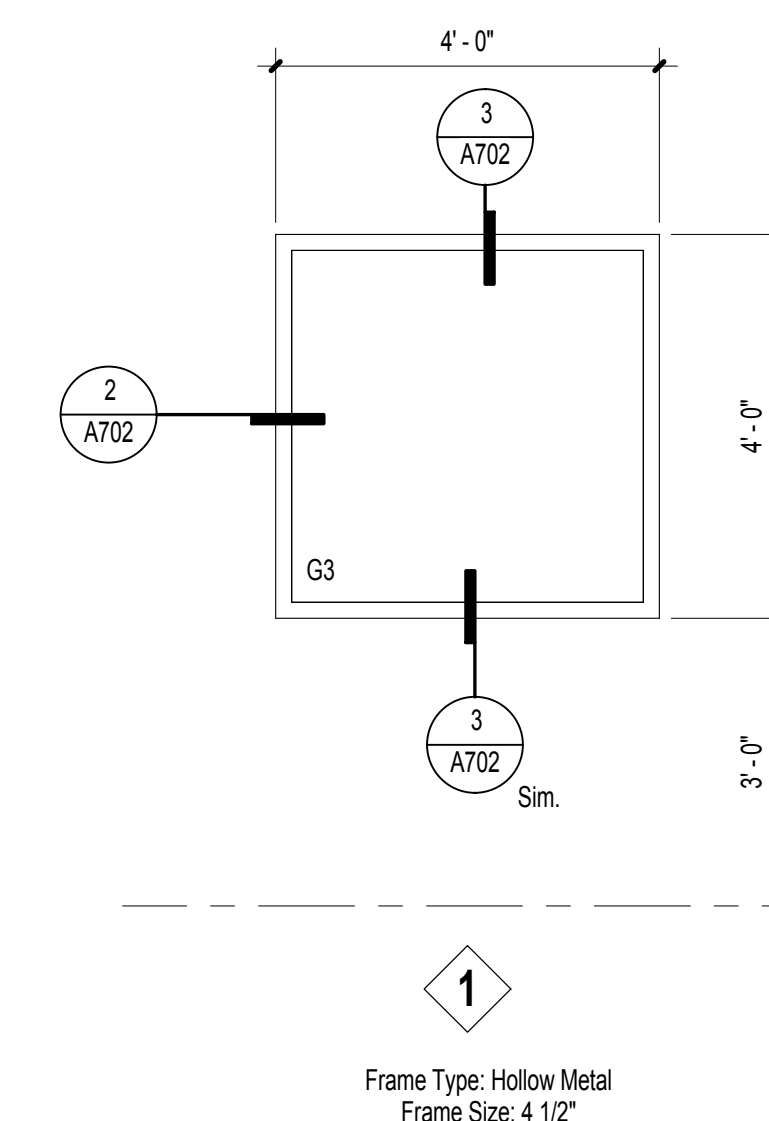 4' - 0"
3
A702
2
A702
4' - 0"
G3
3
A702
Sim.
3' - 0"
1
Frame Type: Hollow Metal
Frame Size: 4 1/2"